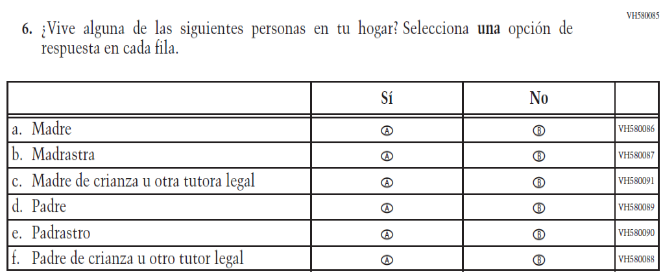 VH580085
6. ¿Vive alguna de las siguientes personas en tu hogar? Selecciona una opción de
respuesta en cada fila.
Sí No
a. Madre A B VH580086
b. Madrastra A B VH580087
c. Madre de crianza u otra tutora legal A B VH580091
d. Padre A B VH580089
e. Padrastro A B VH580090
f. Padre de crianza u otro tutor legal A B VH580088